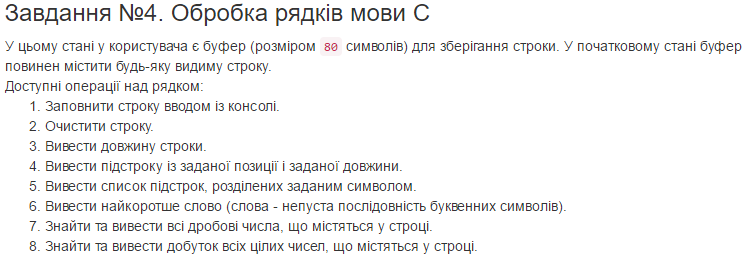 Завдання №4. Обробка рядків мови C
У цьому стані у користувача є буфер (розміром 80 символів) для зберігання строки. У початковому стані буфер
повинен містити будь-яку видиму строку.
Доступні операції над рядком:
1. Заповнити строку вводом із консолі.
2. Очистити строку.
3. Вивести довжину строки.
4. Вивести підстроку із заданої позиції і заданої довжини.
5. Вивести список підстрок, розділених заданим символом.
6. Вивести найкоротше слово (слова - непуста послідовність буквенних символів).
7. Знайти та вивести всі дробові числа, що містяться у строці.
8. Знайти та вивести добуток всіх цілих чисел, що містяться у строці.